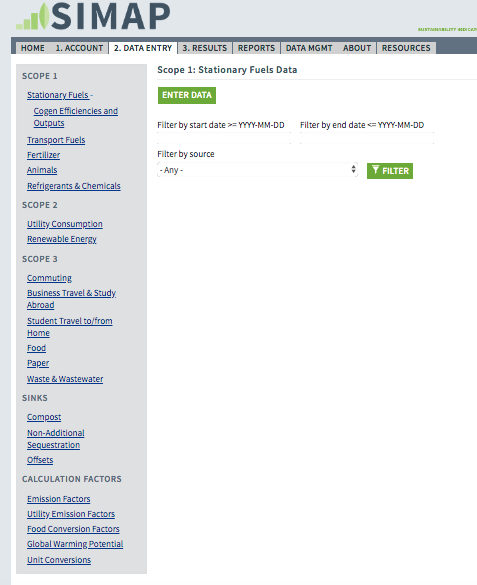 SIMAP
SUSTAINABILITY INDICAT
HOME 1. ACCOUNT 2. DATA ENTRY 3. RESULTS REPORTS DATA MGMT ABOUT RESOURCES
SCOPE 1
Stationary Fuels -
Cogen Efficiencies and
Outputs
Transport Fuels
Fertilizer
Animals
Refrigerants & Chemicals
SCOPE 2
Utility Consumption
Renewable Energy
SCOPE 3
Commuting
Business Travel & Study
Abroad
Student Travel to/from
Home
Food
Paper
Waste & Wastewater
SINKS
Compost
Non-Additional
Sequestration
Offsets
CALCULATION FACTORS
Emission Factors
Utility Emission Factors
Food Conversion Factors
Global Warming Potential
Unit Conversions
Scope 1: Stationary Fuels Data
ENTER DATA
Filter by start date >= YYYY-MM-DD Filter by end date <= YYYY-MM-DD
Filter by source
- Any - FILTER